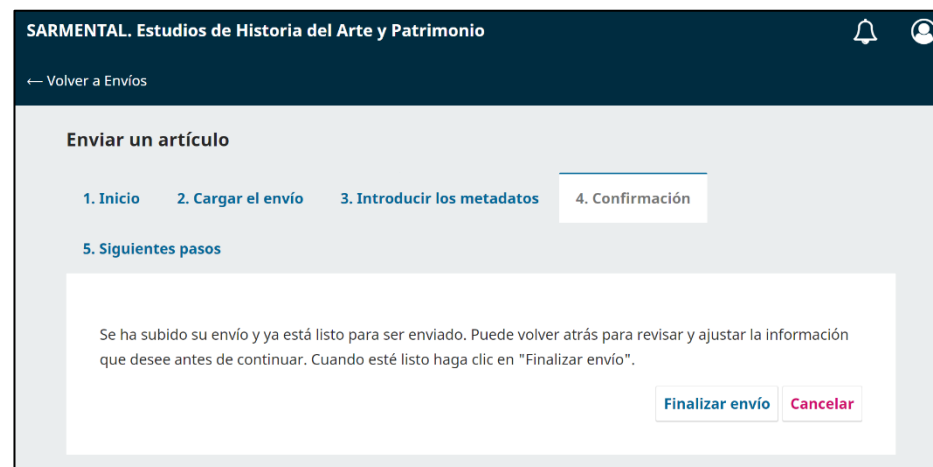 SARMENTAL. Estudios de Historia del Arte y Patrimonio
← Volver a Envíos
Enviar un artículo
1. Inicio 2. Cargar el envío 3. Introducir los metadatos 4. Confirmación
5. Siguientes pasos
Se ha subido su envío y ya está listo para ser enviado. Puede volver atrás para revisar y ajustar la información
que desee antes de continuar. Cuando esté listo haga clic en "Finalizar envío".
Finalizar envío Cancelar